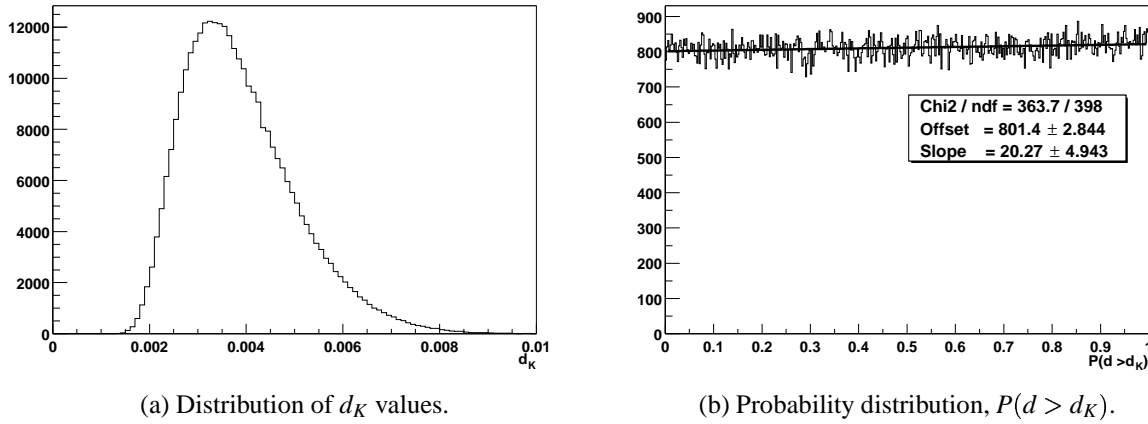 12000
10000
8000
6000
4000
2000
0
0 0.002 0.004 0.006 0.008 0.01
d_K
(a) Distribution of d_K values.
900
800
700
600
500
400
300
200
100
0
Chi2 / ndf = 363.7 / 398
Offset = 801.4 ± 2.844
Slope = 20.27 ± 4.943
0 0.1 0.2 0.3 0.4 0.5 0.6 0.7 0.8 0.9 1
P(d >d_K)
(b) Probability distribution, P(d > d_K).